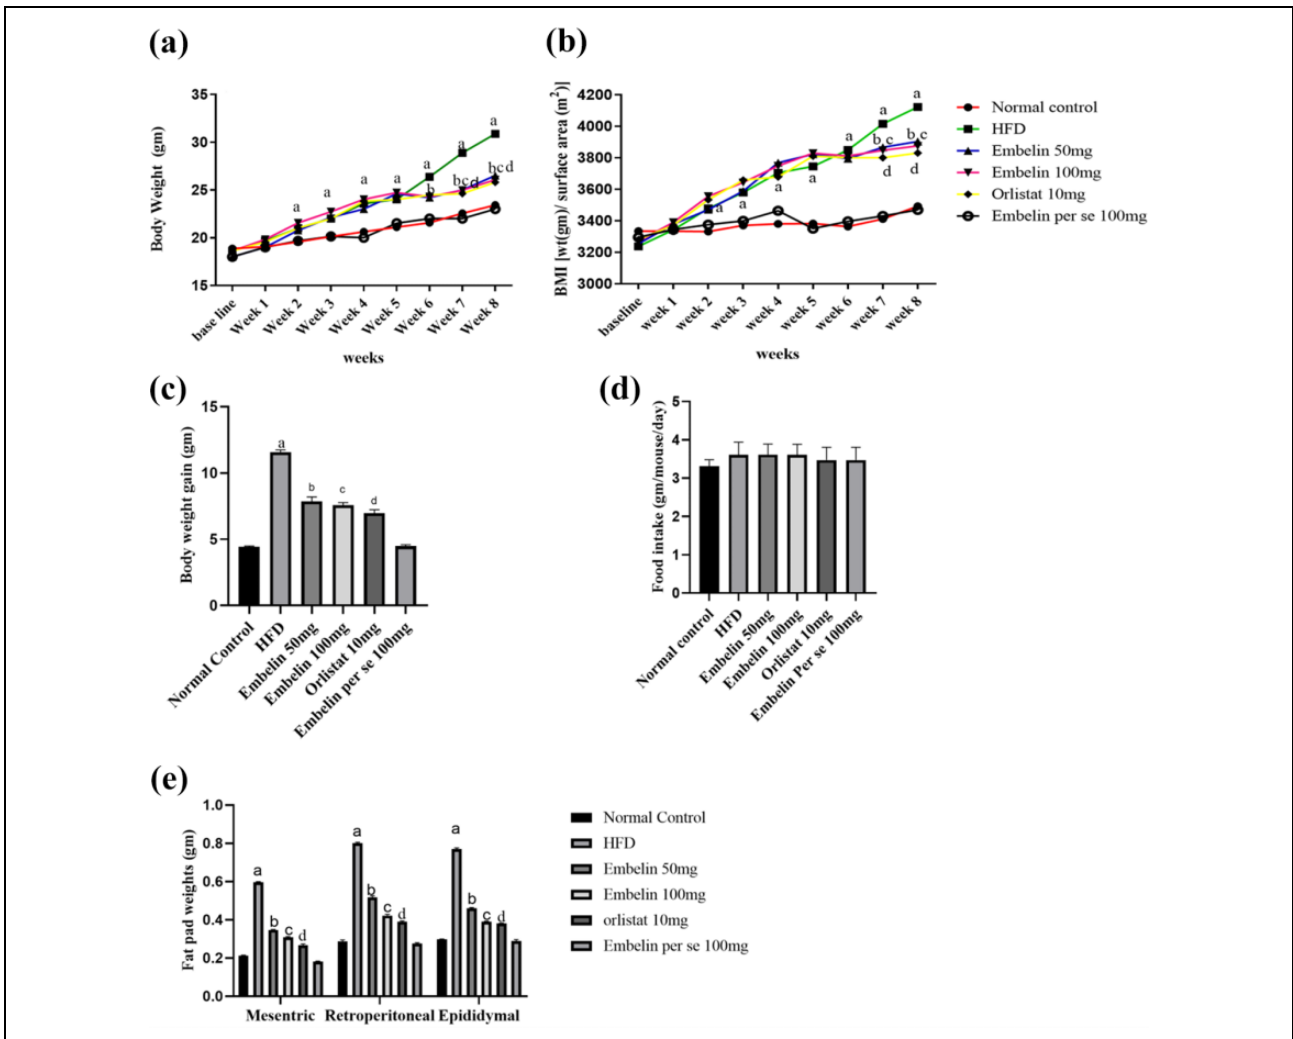 (a)
(b)
Body Weight (gm)
35
30
25
20
15
a
a
a
a
a
a
a
b
bcd
bcd
base line
Week 1
Week 2
Week 3
Week 4
Week 5
Week 6
Week 7
Week 8
weeks
BMI [wt(gm)/ surface area (m2)]
4200
4000
3800
3600
3400
3200
3000
a
a
a
a
a
a
a
b c
b c
d
d
baseline
week 1
week 2
week 3
week 4
week 5
week 6
week 7
week 8
weeks
Normal control
HFD
Embelin 50mg
Embelin 100mg
Orlistat 10mg
Embelin per se 100mg
(c)
(d)
Body weight gain (gm)
15
10
5
0
a
b
c
d
Normal Control
HFD
Embelin 50mg
Embelin 100mg
Orlistat 10mg
Embelin per se 100mg
Food intake (gm/mouse/day)
5
4
3
2
1
0
Normal control
HFD
Embelin 50mg
Embelin 100mg
Orlistat 10mg
Embelin Per se 100mg
(e)
Fat pad weights (gm)
1.0
0.8
0.6
0.4
0.2
0.0
a
b
c
d
a
b
c
d
a
b
c
d
Mesentric Retroperitoneal Epididymal
Normal Control
HFD
Embelin 50mg
Embelin 100mg
orlistat 10mg
Embelin per se 100mg